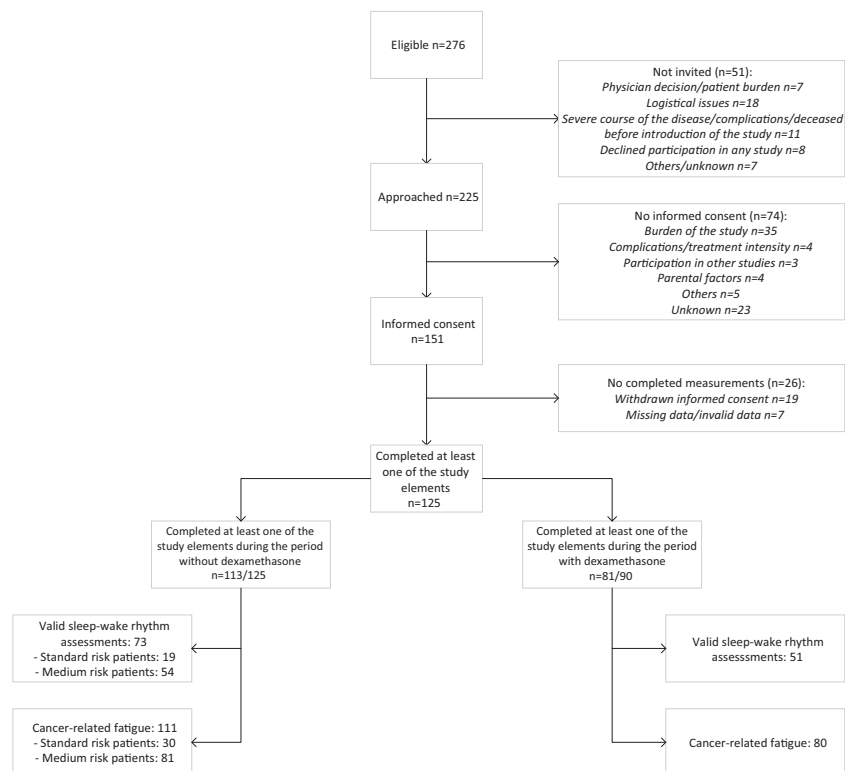 Eligible n=276
Not invited (n=51):
Physician decision/patient burden n=7
Logistical issues n=18
Severe course of the disease/complications/deceased
before introduction of the study n=11
Declined participation in any study n=8
Others/unknown n=7
Approached n=225
No informed consent (n=74):
Burden of the study n=35
Complications/treatment intensity n=4
Participation in other studies n=3
Parental factors n=4
Others n=5
Unknown n=23
Informed consent
n=151
No completed measurements (n=26):
Withdrawn informed consent n=19
Missing data/invalid data n=7
Completed at least
one of the study
elements
n=125
Completed at least one of the
study elements during the period
without dexamethasone
n=113/125
Completed at least one of the
study elements during the period
with dexamethasone
n=81/90
Valid sleep-wake rhythm
assessments: 73
- Standard risk patients: 19
- Medium risk patients: 54
Valid sleep-wake rhythm
assesssments: 51
Cancer-related fatigue: 111
- Standard risk patients: 30
- Medium risk patients: 81
Cancer-related fatigue: 80